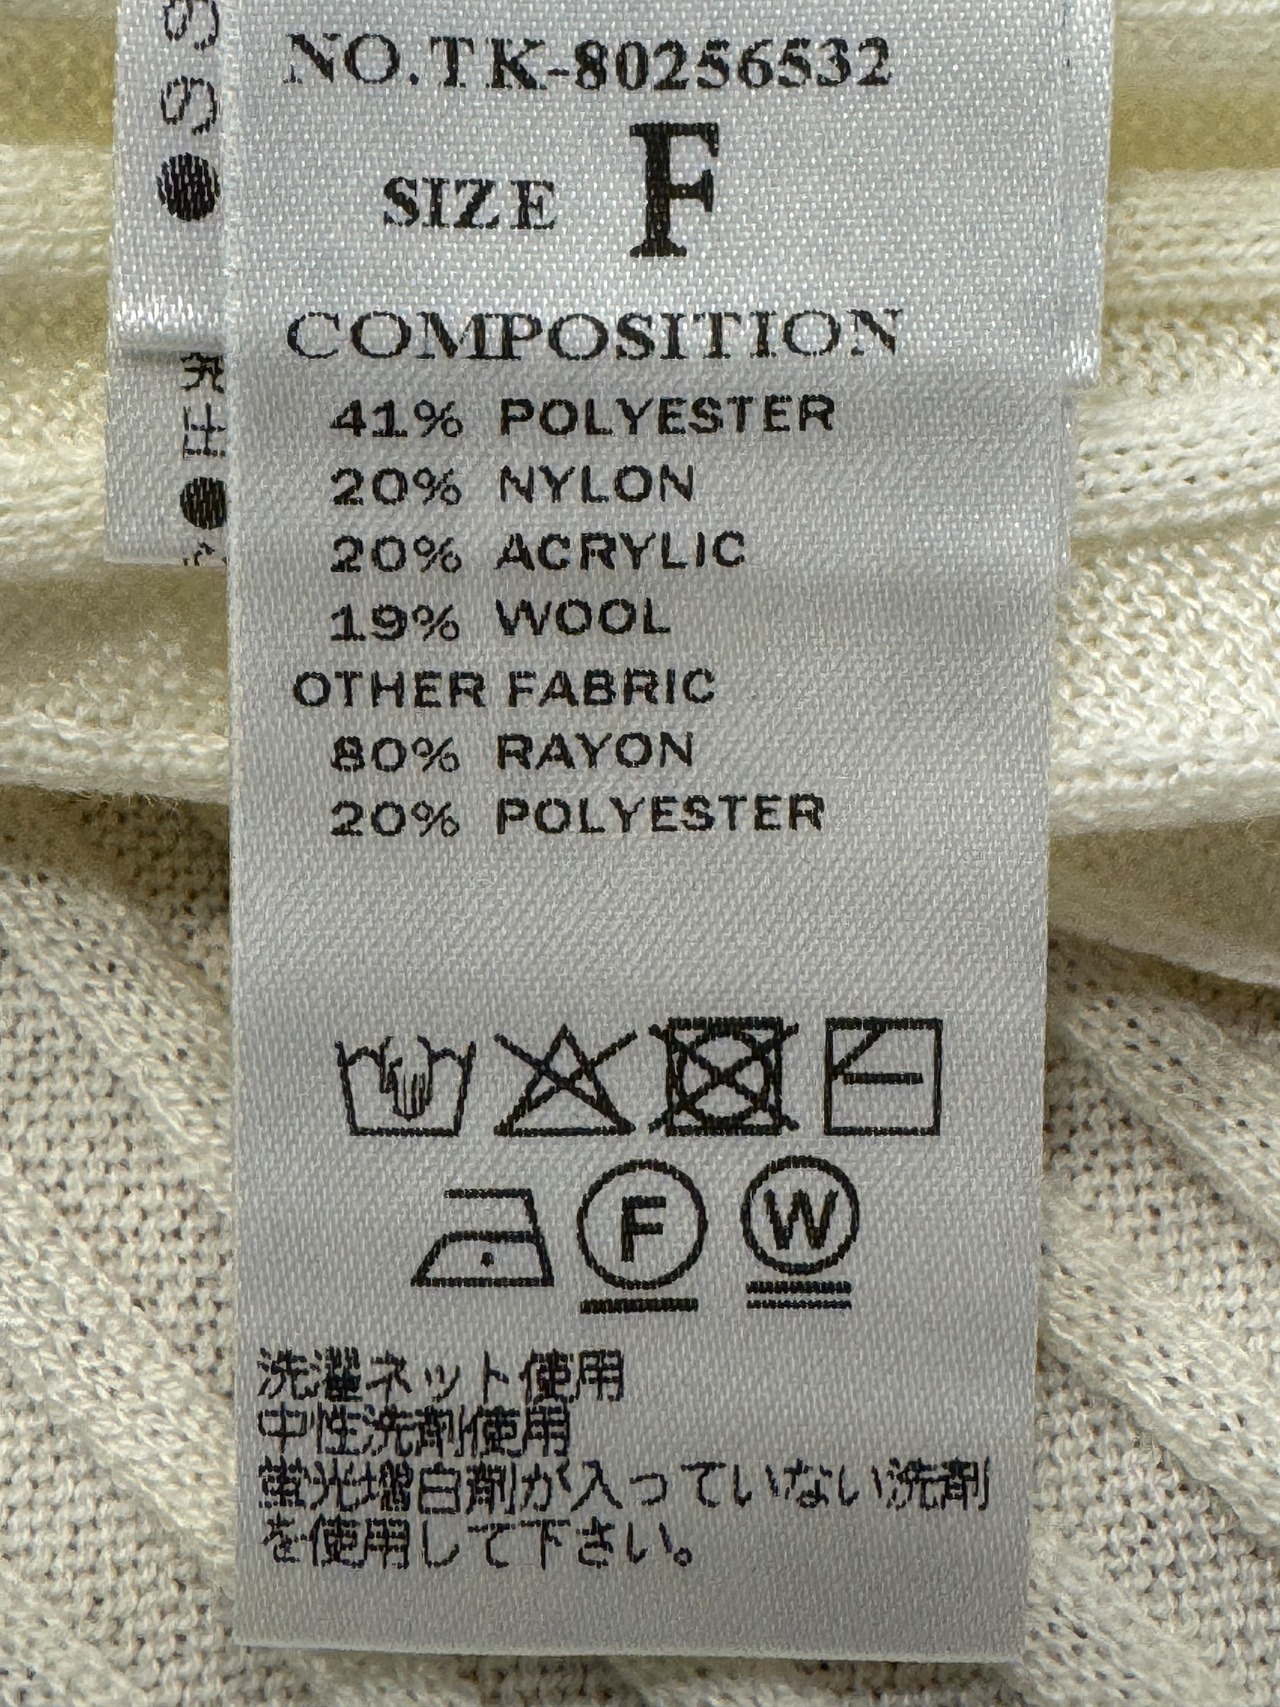 NO.TK-80256532
SIZE F
COMPOSITION
41% POLYESTER
20% NYLON
20% ACRYLIC
19% WOOL
OTHER FABRIC
80% RAYON
20% POLYESTER
F
W
洗濯ネット使用
中性洗剤使用
蛍光増白剤が入っていない洗剤
を使用して下さい。